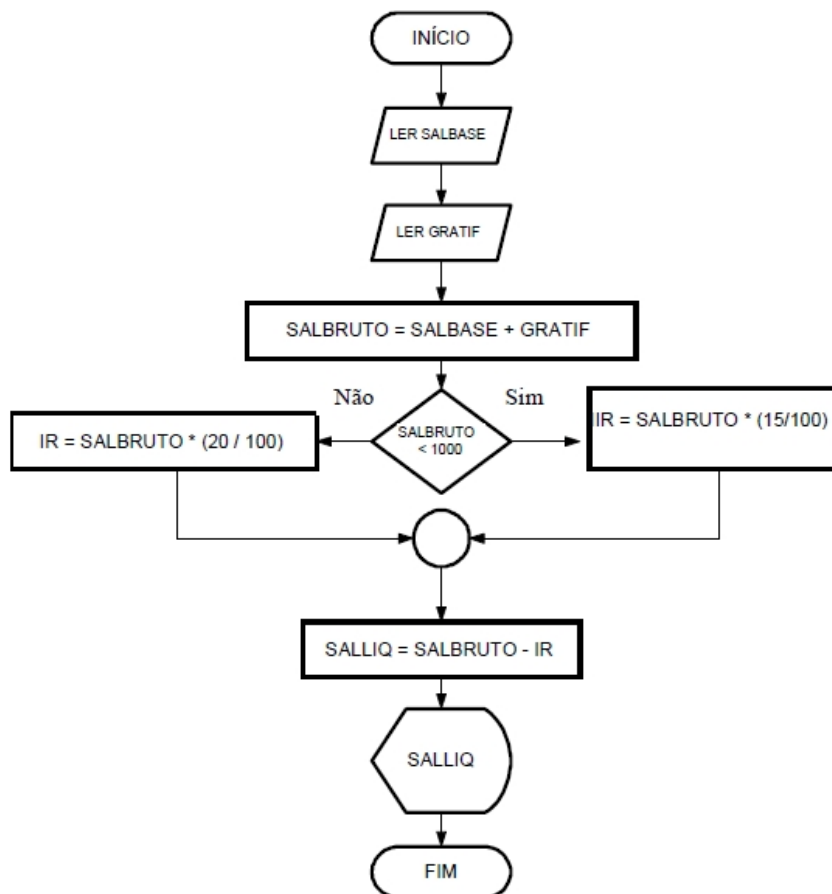 INÍCIO
LER SALBASE
LER GRATIF
SALBRUTO = SALBASE + GRATIF
Não
Sim
IR = SALBRUTO * (20 / 100)
SALBRUTO
< 1000
IR = SALBRUTO * (15/100)
SALLIQ = SALBRUTO - IR
SALLIQ
FIM